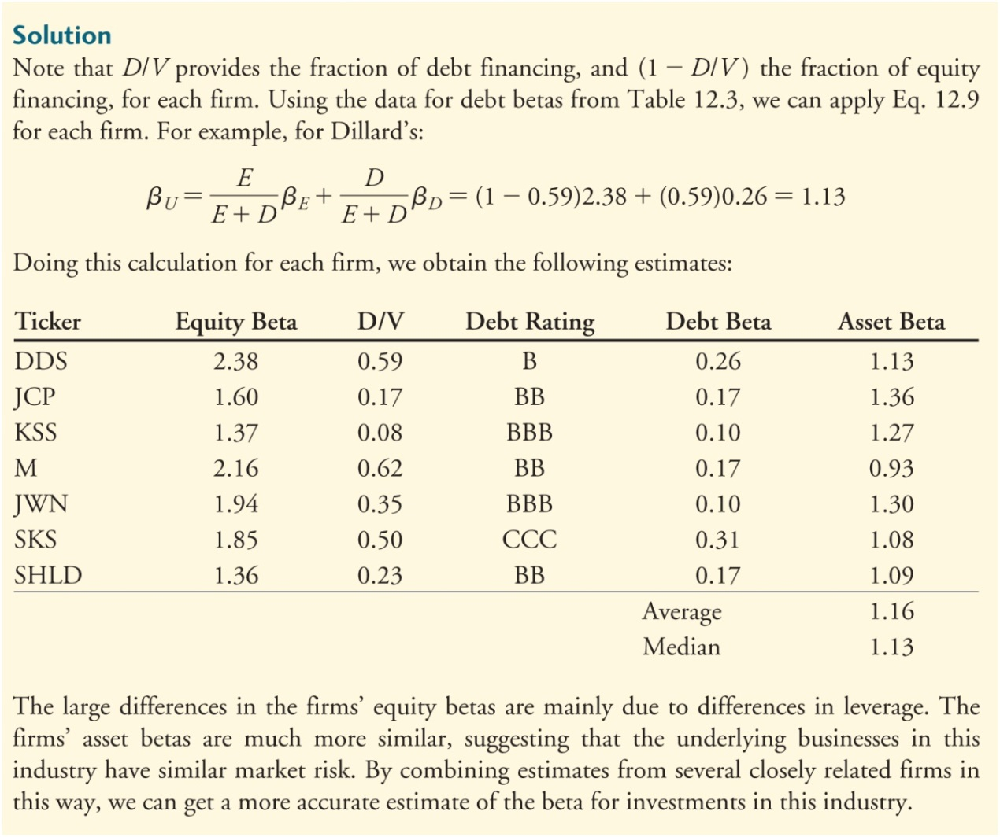 Solution
Note that D/V provides the fraction of debt financing, and (1 − D/V) the fraction of equity
financing, for each firm. Using the data for debt betas from Table 12.3, we can apply Eq. 12.9
for each firm. For example, for Dillard's:
βU = E/(E + D) βE + D/(E + D) βD = (1 − 0.59)2.38 + (0.59)0.26 = 1.13
Doing this calculation for each firm, we obtain the following estimates:
Ticker Equity Beta D/V Debt Rating Debt Beta Asset Beta
DDS 2.38 0.59 B 0.26 1.13
JCP 1.60 0.17 BB 0.17 1.36
KSS 1.37 0.08 BBB 0.10 1.27
M 2.16 0.62 BB 0.17 0.93
JWN 1.94 0.35 BBB 0.10 1.30
SKS 1.85 0.50 CCC 0.31 1.08
SHLD 1.36 0.23 BB 0.17 1.09
Average 1.16
Median 1.13
The large differences in the firms' equity betas are mainly due to differences in leverage. The
firms' asset betas are much more similar, suggesting that the underlying businesses in this
industry have similar market risk. By combining estimates from several closely related firms in
this way, we can get a more accurate estimate of the beta for investments in this industry.